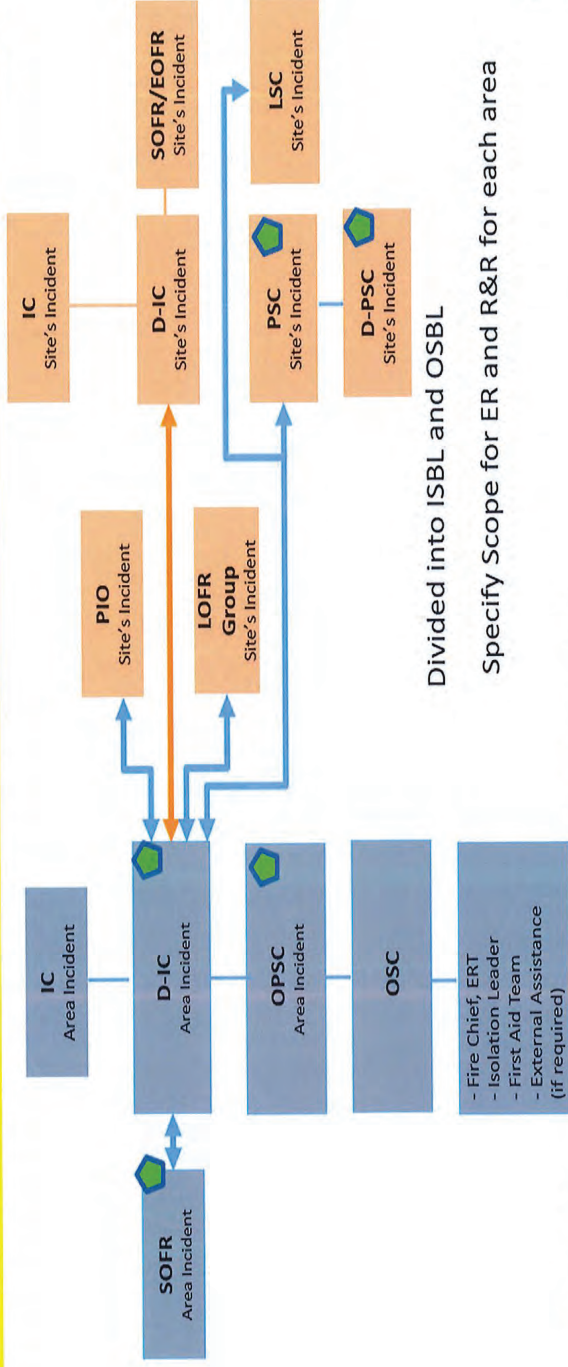 IC
Area Incident
SOFR
Area Incident
D-IC
Area Incident
OPSC
Area Incident
OSC
- Fire Chief, ERT
- Isolation Leader
- First Aid Team
- External Assistance
(if required)
PIO
Site's Incident
LOFR
Group
Site's Incident
IC
Site's Incident
D-IC
Site's Incident
SOFR/EOFR
Site's Incident
PSC
Site's Incident
LSC
Site's Incident
D-PSC
Site's Incident
Divided into ISBL and OSBL
Specify Scope for ER and R&R for each area